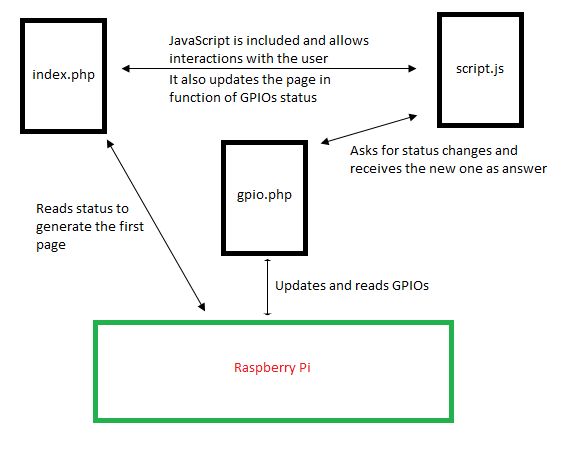 JavaScript is included and allows
interactions with the user
index.php
script.js
It also updates the page in
function of GPIOs status
Asks for status changes and
receives the new one as answer
gpio.php
Reads status to
generate the first
page
Updates and reads GPIOs
Raspberry Pi